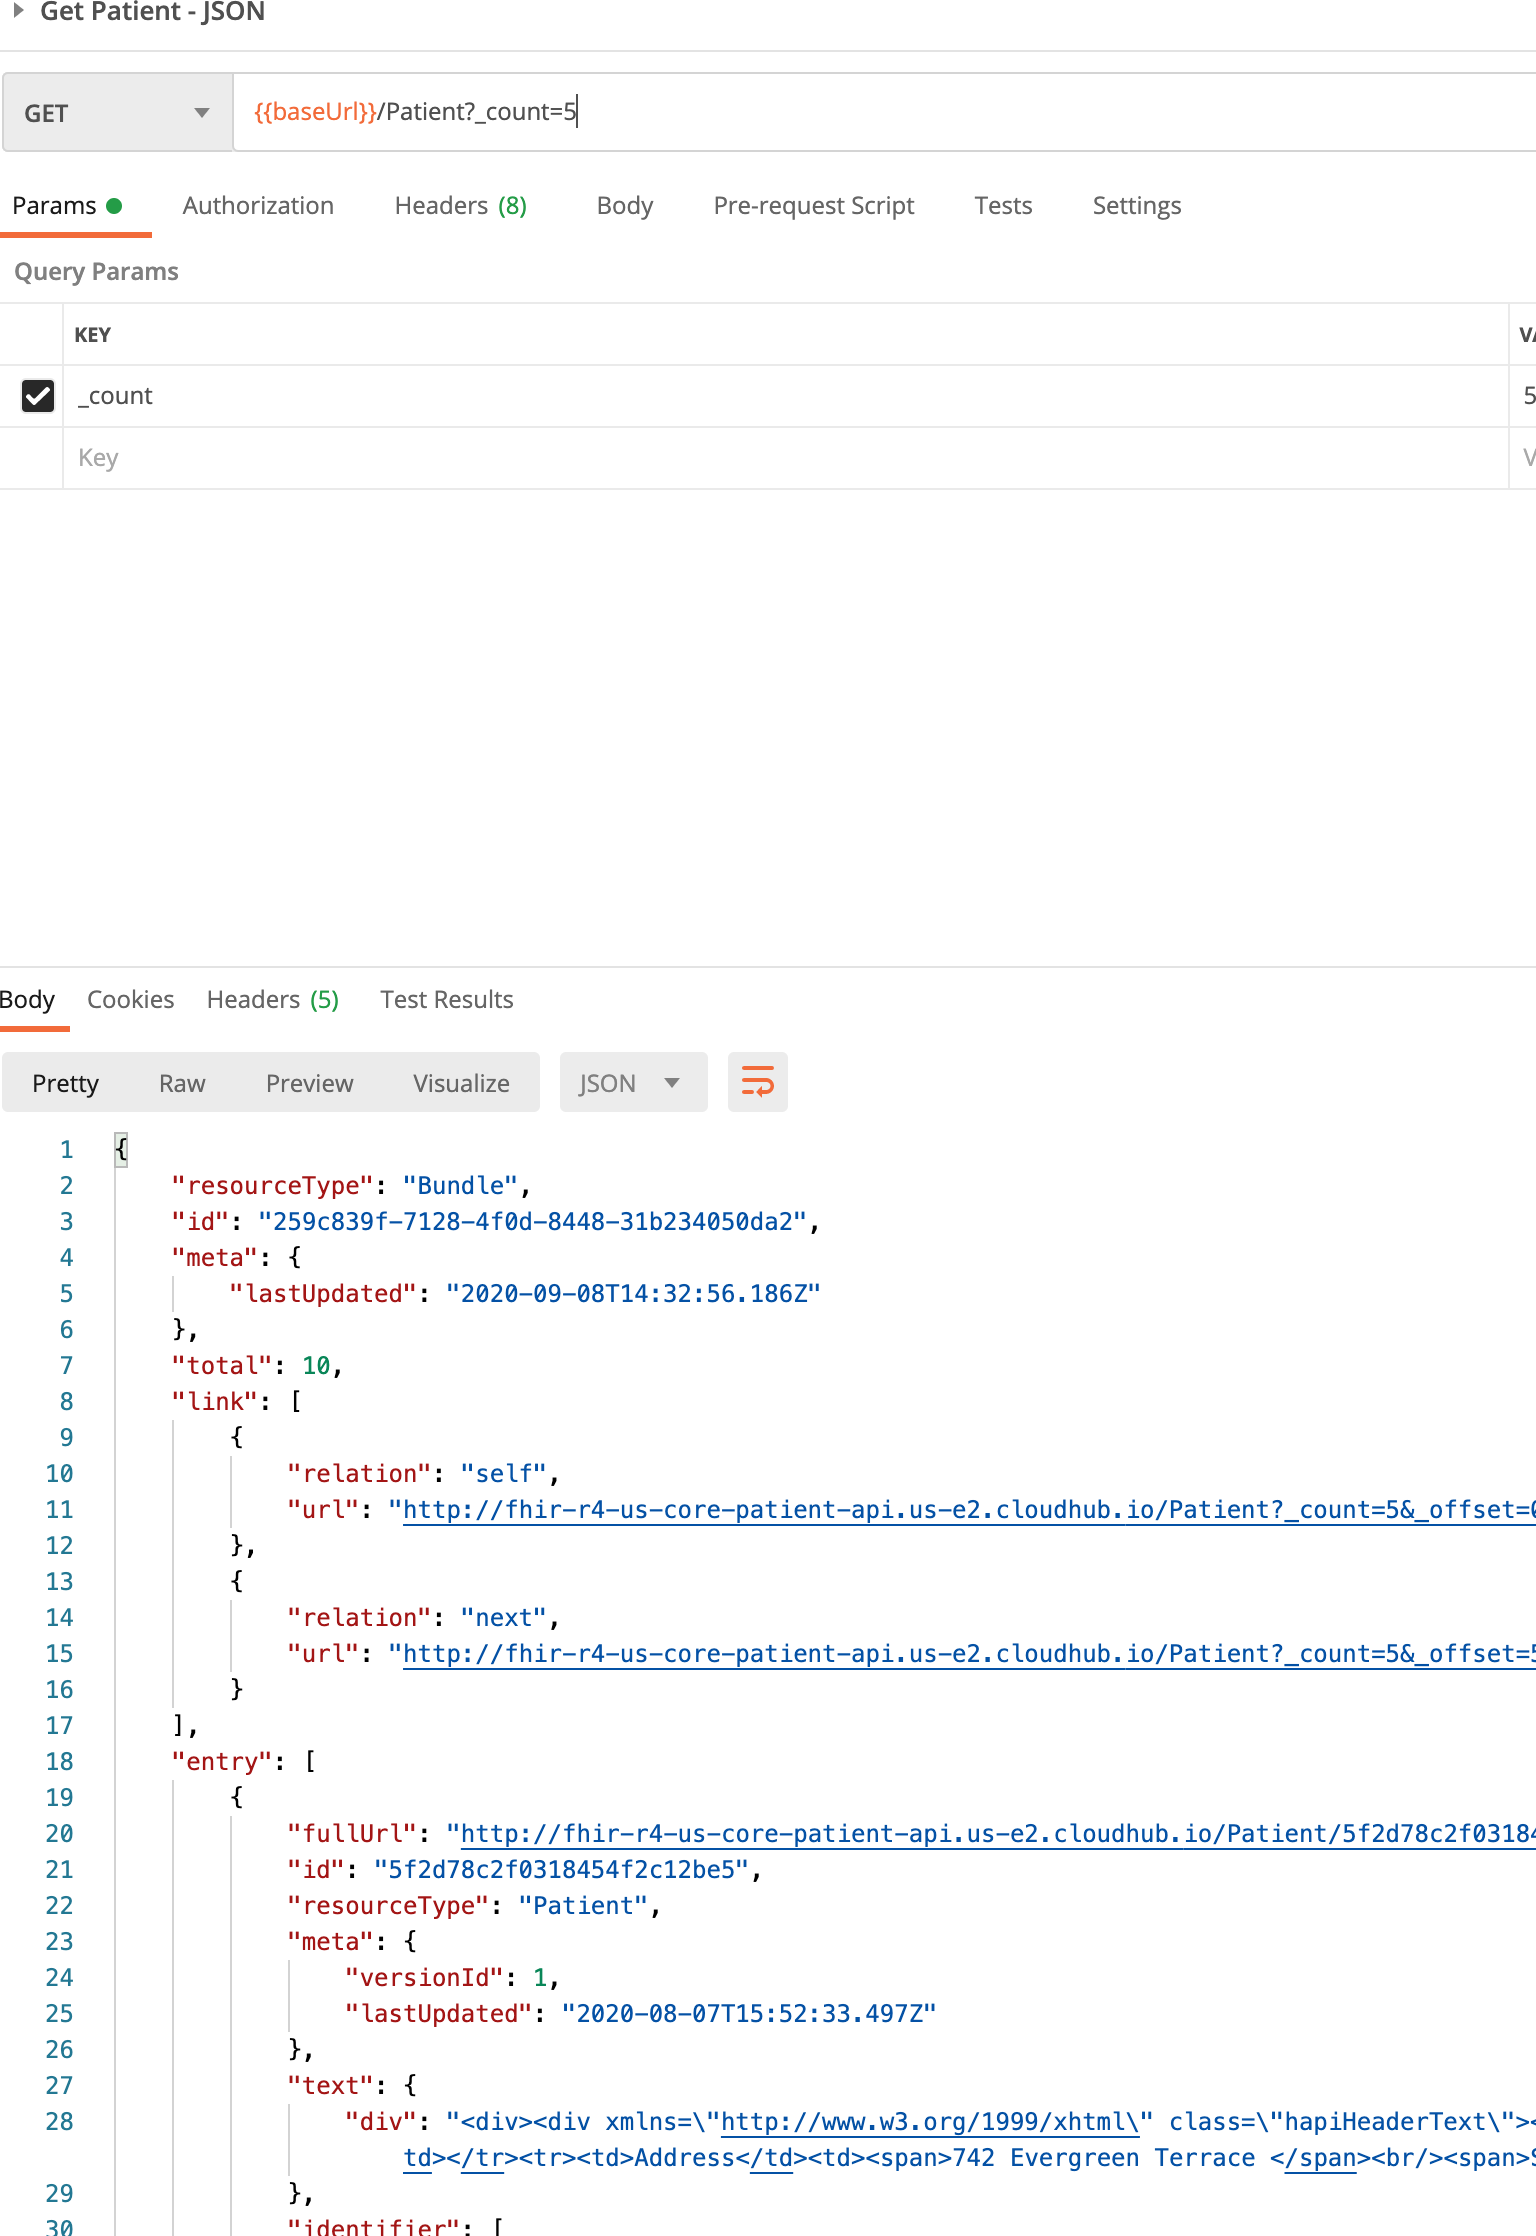 Get Patient - JSON
GET {{baseUrl}}/Patient?_count=5
Params Authorization Headers (8) Body Pre-request Script Tests Settings
Query Params
KEY
_count 5
Key
Body Cookies Headers (5) Test Results
Pretty Raw Preview Visualize JSON
1 {
2 "resourceType": "Bundle",
3 "id": "259c839f-7128-4f0d-8448-31b234050da2",
4 "meta": {
5 "lastUpdated": "2020-09-08T14:32:56.186Z"
6 },
7 "total": 10,
8 "link": [
9 {
10 "relation": "self",
11 "url": "http://fhir-r4-us-core-patient-api.us-e2.cloudhub.io/Patient?_count=5&_offset=0
12 },
13 {
14 "relation": "next",
15 "url": "http://fhir-r4-us-core-patient-api.us-e2.cloudhub.io/Patient?_count=5&_offset=5
16 }
17 ],
18 "entry": [
19 {
20 "fullUrl": "http://fhir-r4-us-core-patient-api.us-e2.cloudhub.io/Patient/5f2d78c2f03184
21 "id": "5f2d78c2f0318454f2c12be5",
22 "resourceType": "Patient",
23 "meta": {
24 "versionId": 1,
25 "lastUpdated": "2020-08-07T15:52:33.497Z"
26 },
27 "text": {
28 "div": "<div><div xmlns=\"http://www.w3.org/1999/xhtml\" class=\"hapiHeaderText\"><
td></tr><tr><td>Address</td><td><span>742 Evergreen Terrace </span><br/><span>S
29 },
30 "identifier": [